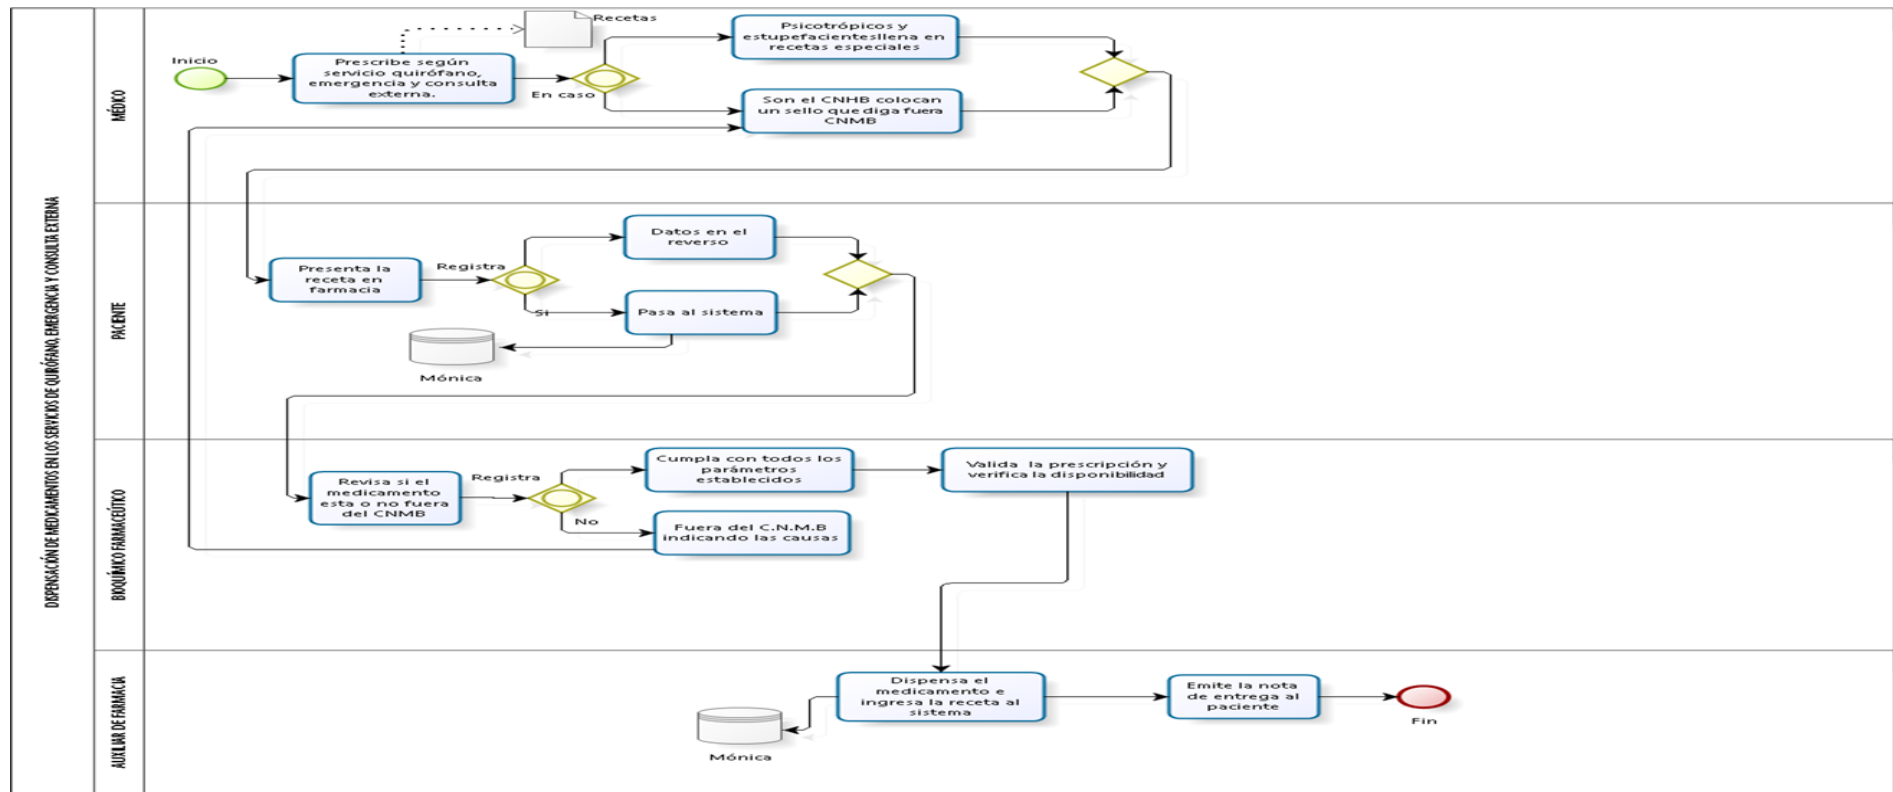 DISPENSACIÓN DE MEDICAMENTOS EN LOS SERVICIOS DE QUIRÓFANO, EMERGENCIA Y CONSULTA EXTERNA
MÉDICO
Inicio
Prescribe según
servicio quirófano,
emergencia y consulta
externa.
Recetas
En caso
Psicotrópicos y
estupefacientesllena en
recetas especiales
Son el CNHB colocan
un sello que diga fuera
CNMB
PACIENTE
Presenta la
receta en
farmacia
Registra
Datos en el
reverso
Si
Pasa al sistema
Mónica
BIOQUÍMICO FARMACÉUTICO
Revisa si el
medicamento
esta o no fuera
del CNMB
Registra
Cumpla con todos los
parámetros
establecidos
Valida la prescripción y
verifica la disponibilidad
No
Fuera del C.N.M.B
indicando las causas
AUXILIAR DE FARMACIA
Dispensa el
medicamento e
ingresa la receta al
sistema
Mónica
Emite la nota
de entrega al
paciente
Fin